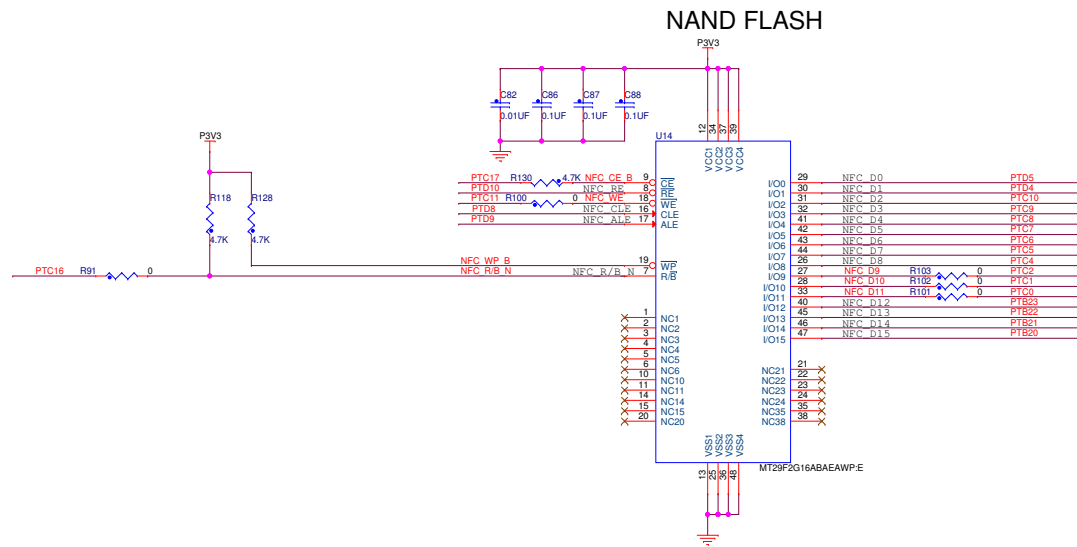 NAND FLASH
P3V3
C82 C86 C87 C88
0.01UF 0.1UF 0.1UF 0.1UF
12 34 37 39
U14
VCC1 VCC2 VCC3 VCC4
P3V3
R118 R128
4.7K 4.7K
PTC17 R130 4.7K NFC_CE_B 9 CE
PTD10 NFC_RE 8 RE
PTC11 R100 0 NFC_WE 18 WE
PTD8 NFC_CLE 16 CLE
PTD9 NFC_ALE 17 ALE
NFC_WP_B 19 WP
PTC16 R91 0 NFC_R/B_N NFC_R/B_N 7 R/B
1 NC1
2 NC2
3 NC3
4 NC4
5 NC5
6 NC6
10 NC10
11 NC11
14 NC14
15 NC15
20 NC20
I/O0 29 NFC_D0 PTD5
I/O1 30 NFC_D1 PTD4
I/O2 31 NFC_D2 PTC10
I/O3 32 NFC_D3 PTC9
I/O4 41 NFC_D4 PTC8
I/O5 42 NFC_D5 PTC7
I/O6 43 NFC_D6 PTC6
I/O7 44 NFC_D7 PTC5
I/O8 26 NFC_D8 PTC4
I/O9 27 NFC_D9 R103 0 PTC2
I/O10 28 NFC_D10 R102 0 PTC1
I/O11 33 NFC_D11 R101 0 PTC0
I/O12 40 NFC_D12 PTB23
I/O13 45 NFC_D13 PTB22
I/O14 46 NFC_D14 PTB21
I/O15 47 NFC_D15 PTB20
NC21 21
NC22 22
NC23 23
NC24 24
NC35 35
NC38 38
VSS1 VSS2 VSS3 VSS4
MT29F2G16ABAEAWP:E
13 25 36 48